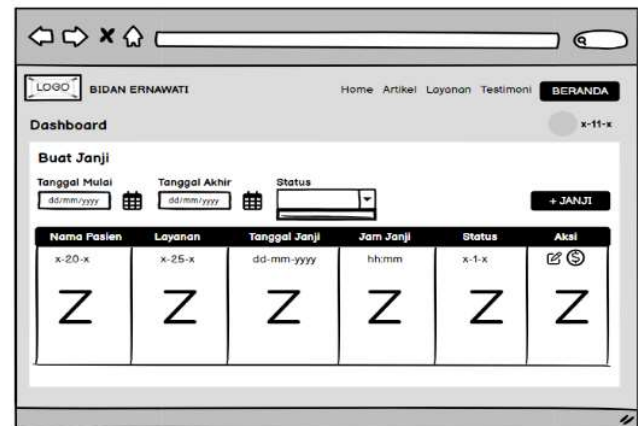 LOGO BIDAN ERNAWATI Home Artikel Layanan Testimoni BERANDA
Dashboard x-11-x
Buat Janji
Tanggal Mulai Tanggal Akhir Status
dd/mm/yyyy dd/mm/yyyy + JANJI
Nama Pasien Layanan Tanggal Janji Jam Janji Status Aksi
x-20-x x-25-x dd-mm-yyyy hh:mm x-1-x
Z Z Z Z Z Z